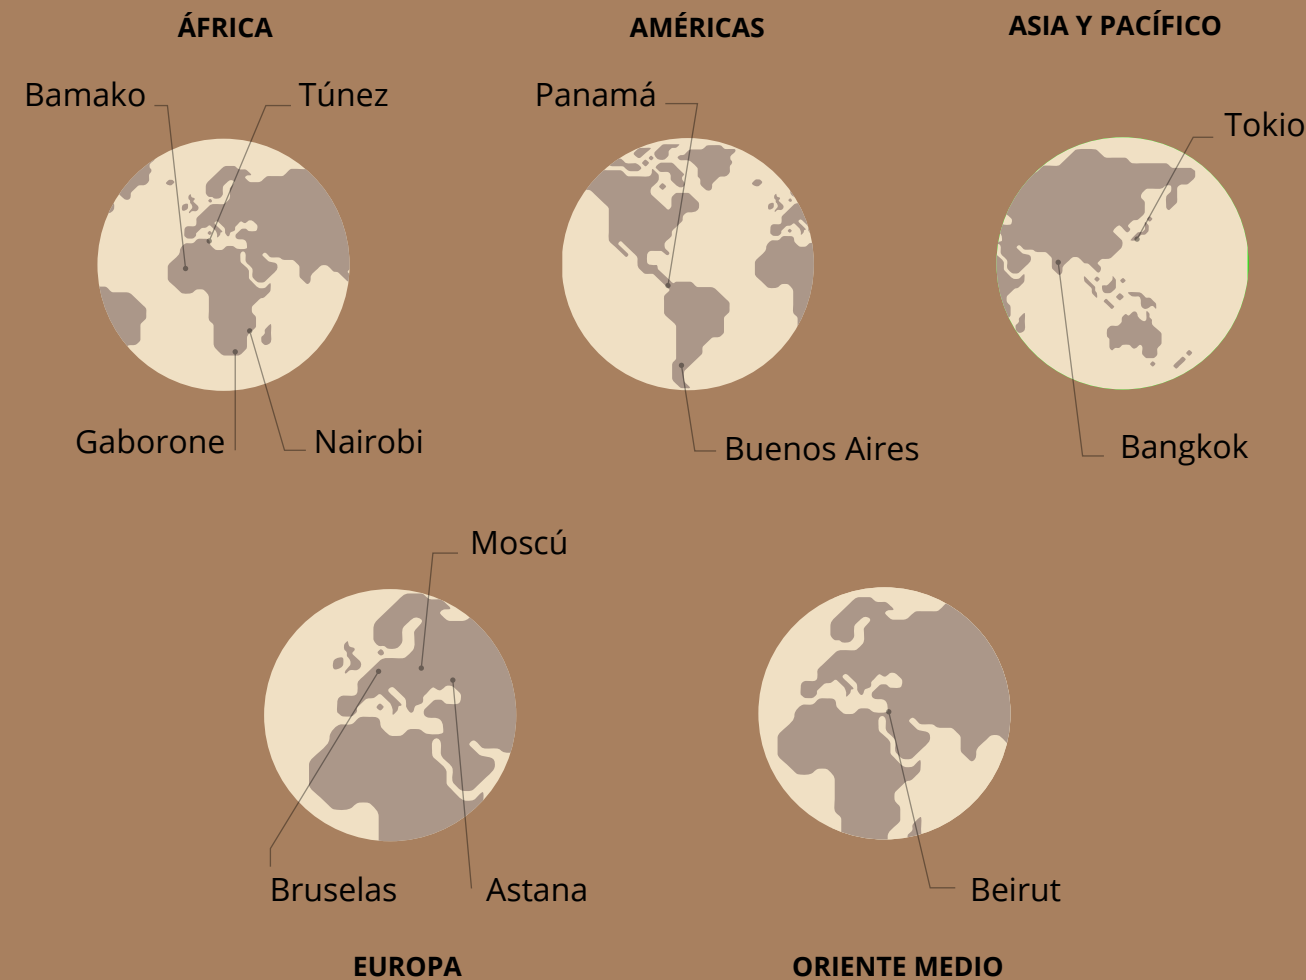 ÁFRICA
AMÉRICAS
ASIA Y PACÍFICO
Bamako
Túnez
Panamá
Tokio
Gaborone
Nairobi
Buenos Aires
Bangkok
Moscú
Bruselas
Astana
Beirut
EUROPA
ORIENTE MEDIO